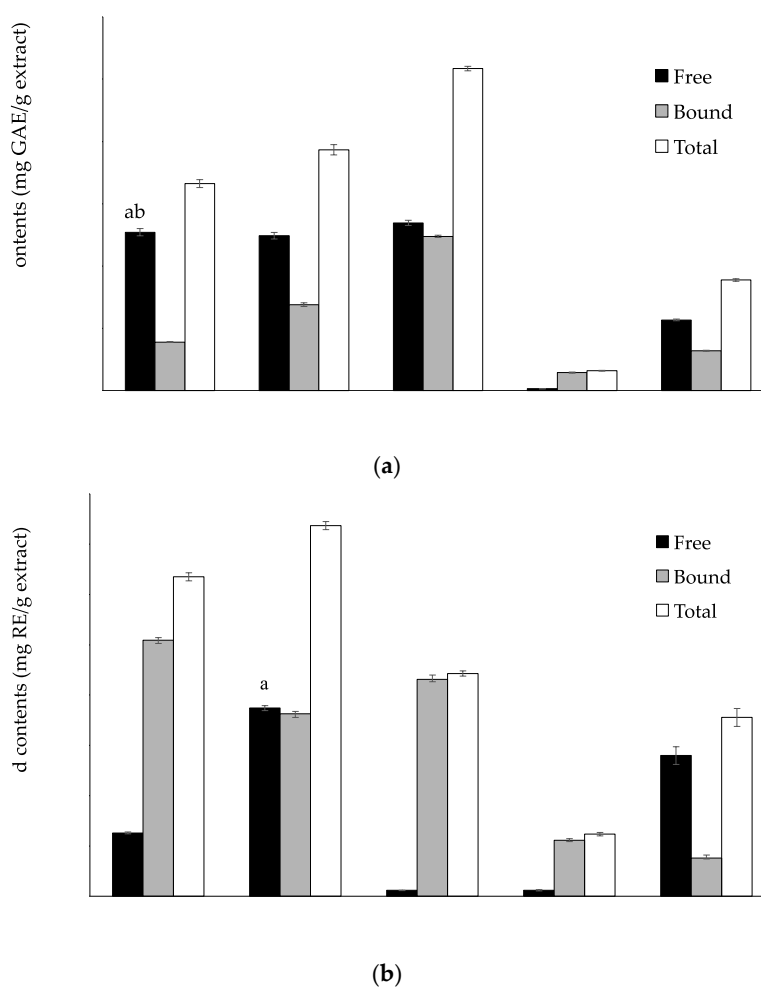 ontents (mg GAE/g extract)
Free
Bound
Total
ab
(a)
d contents (mg RE/g extract)
Free
Bound
Total
a
(b)